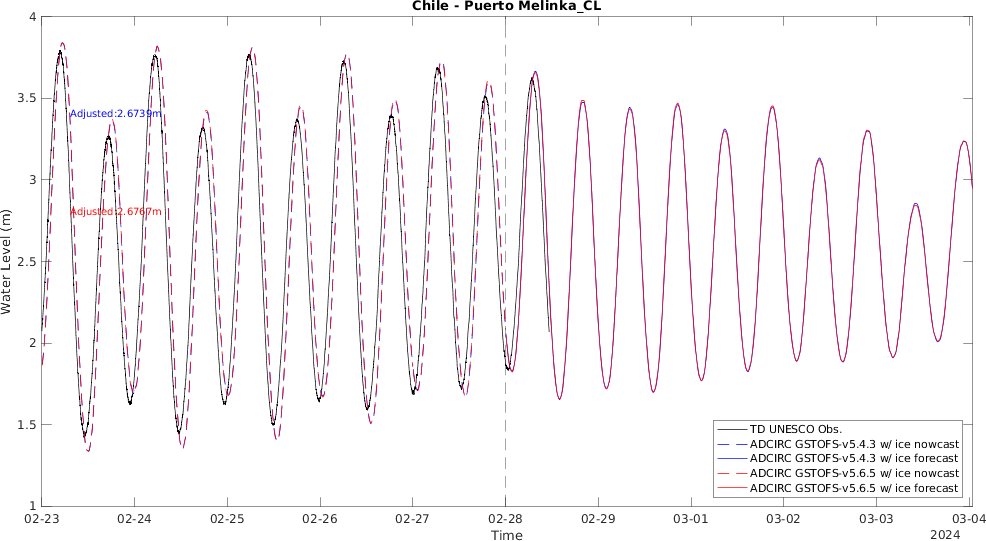 Chile - Puerto Melinka_CL
4
3.5
3
2.5
2
1.5
1
Water Level (m)
Adjusted:2.6739m
Adjusted:2.6767m
TD UNESCO Obs.
ADCIRC GSTOFS-v5.4.3 w/ ice nowcast
ADCIRC GSTOFS-v5.4.3 w/ ice forecast
ADCIRC GSTOFS-v5.6.5 w/ ice nowcast
ADCIRC GSTOFS-v5.6.5 w/ ice forecast
02-23 02-24 02-25 02-26 02-27 02-28 02-29 03-01 03-02 03-03 03-04
Time
2024